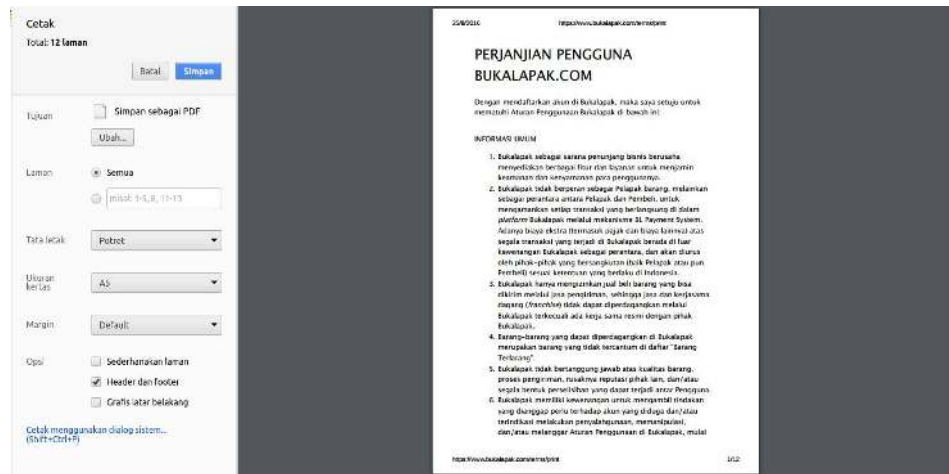 Cetak
Total: 12 laman
Batal Simpan
Tujuan Simpan sebagai PDF
Ubah...
Laman Semua
misal: 1-5, 8, 11-13
Tata letak Potret
Ukuran kertas A5
Margin Default
Opsi Sederhanakan laman
Header dan footer
Grafis latar belakang
Cetak menggunakan dialog sistem...
(Shift+Ctrl+P)
25/8/2016 https://www.bukalapak.com/terms/print
PERJANJIAN PENGGUNA
BUKALAPAK.COM
Dengan mendaftarkan akun di Bukalapak, maka saya setuju untuk
mematuhi Aturan Penggunaan Bukalapak di bawah ini:
INFORMASI UMUM
1. Bukalapak sebagai sarana penunjang bisnis berusaha
menyediakan berbagai fitur dan layanan untuk menjamin
keamanan dan kenyamanan para penggunanya.
2. Bukalapak tidak berperan sebagai Pelapak barang, melainkan
sebagai perantara antara Pelapak dan Pembeli, untuk
mengamankan setiap transaksi yang berlangsung di dalam
platform Bukalapak melalui mekanisme BL Payment System.
Adanya biaya ekstra (termasuk pajak dan biaya lainnya) atas
segala transaksi yang terjadi di Bukalapak berada di luar
kewenangan Bukalapak sebagai perantara, dan akan diurus
oleh pihak-pihak yang bersangkutan (baik Pelapak atau pun
Pembeli) sesuai ketentuan yang berlaku di Indonesia.
3. Bukalapak hanya mengizinkan jual beli barang yang bisa
dikirim melalui jasa pengiriman, sehingga jasa dan kerjasama
dagang (franchise) tidak dapat diperdagangkan melalui
Bukalapak terkecuali ada kerja sama resmi dengan pihak
Bukalapak.
4. Barang-barang yang dapat diperdagangkan di Bukalapak
merupakan barang yang tidak tercantum di daftar "Barang
Terlarang".
5. Bukalapak tidak bertanggung jawab atas kualitas barang,
proses pengiriman, rusaknya reputasi pihak lain, dan/atau
segala bentuk perselisihan yang dapat terjadi antar Pengguna.
6. Bukalapak memiliki kewenangan untuk mengambil tindakan
yang dianggap perlu terhadap akun yang diduga dan/atau
terindikasi melakukan penyalahgunaan, memanipulasi,
dan/atau melanggar Aturan Penggunaan di Bukalapak, mulai
https://www.bukalapak.com/terms/print 1/12